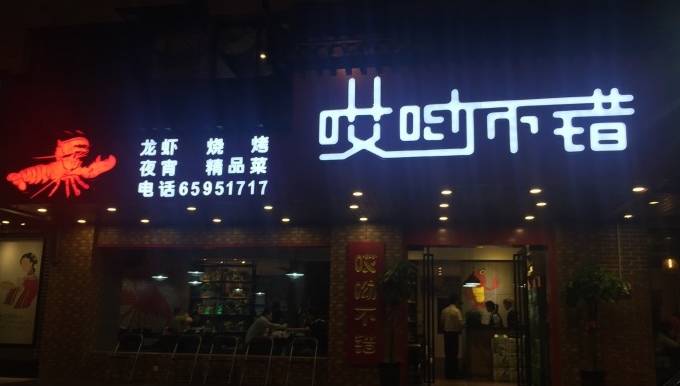 哎哟不错
龙虾 烧烤
夜宵 精品菜
电话65951717
哎哟不错